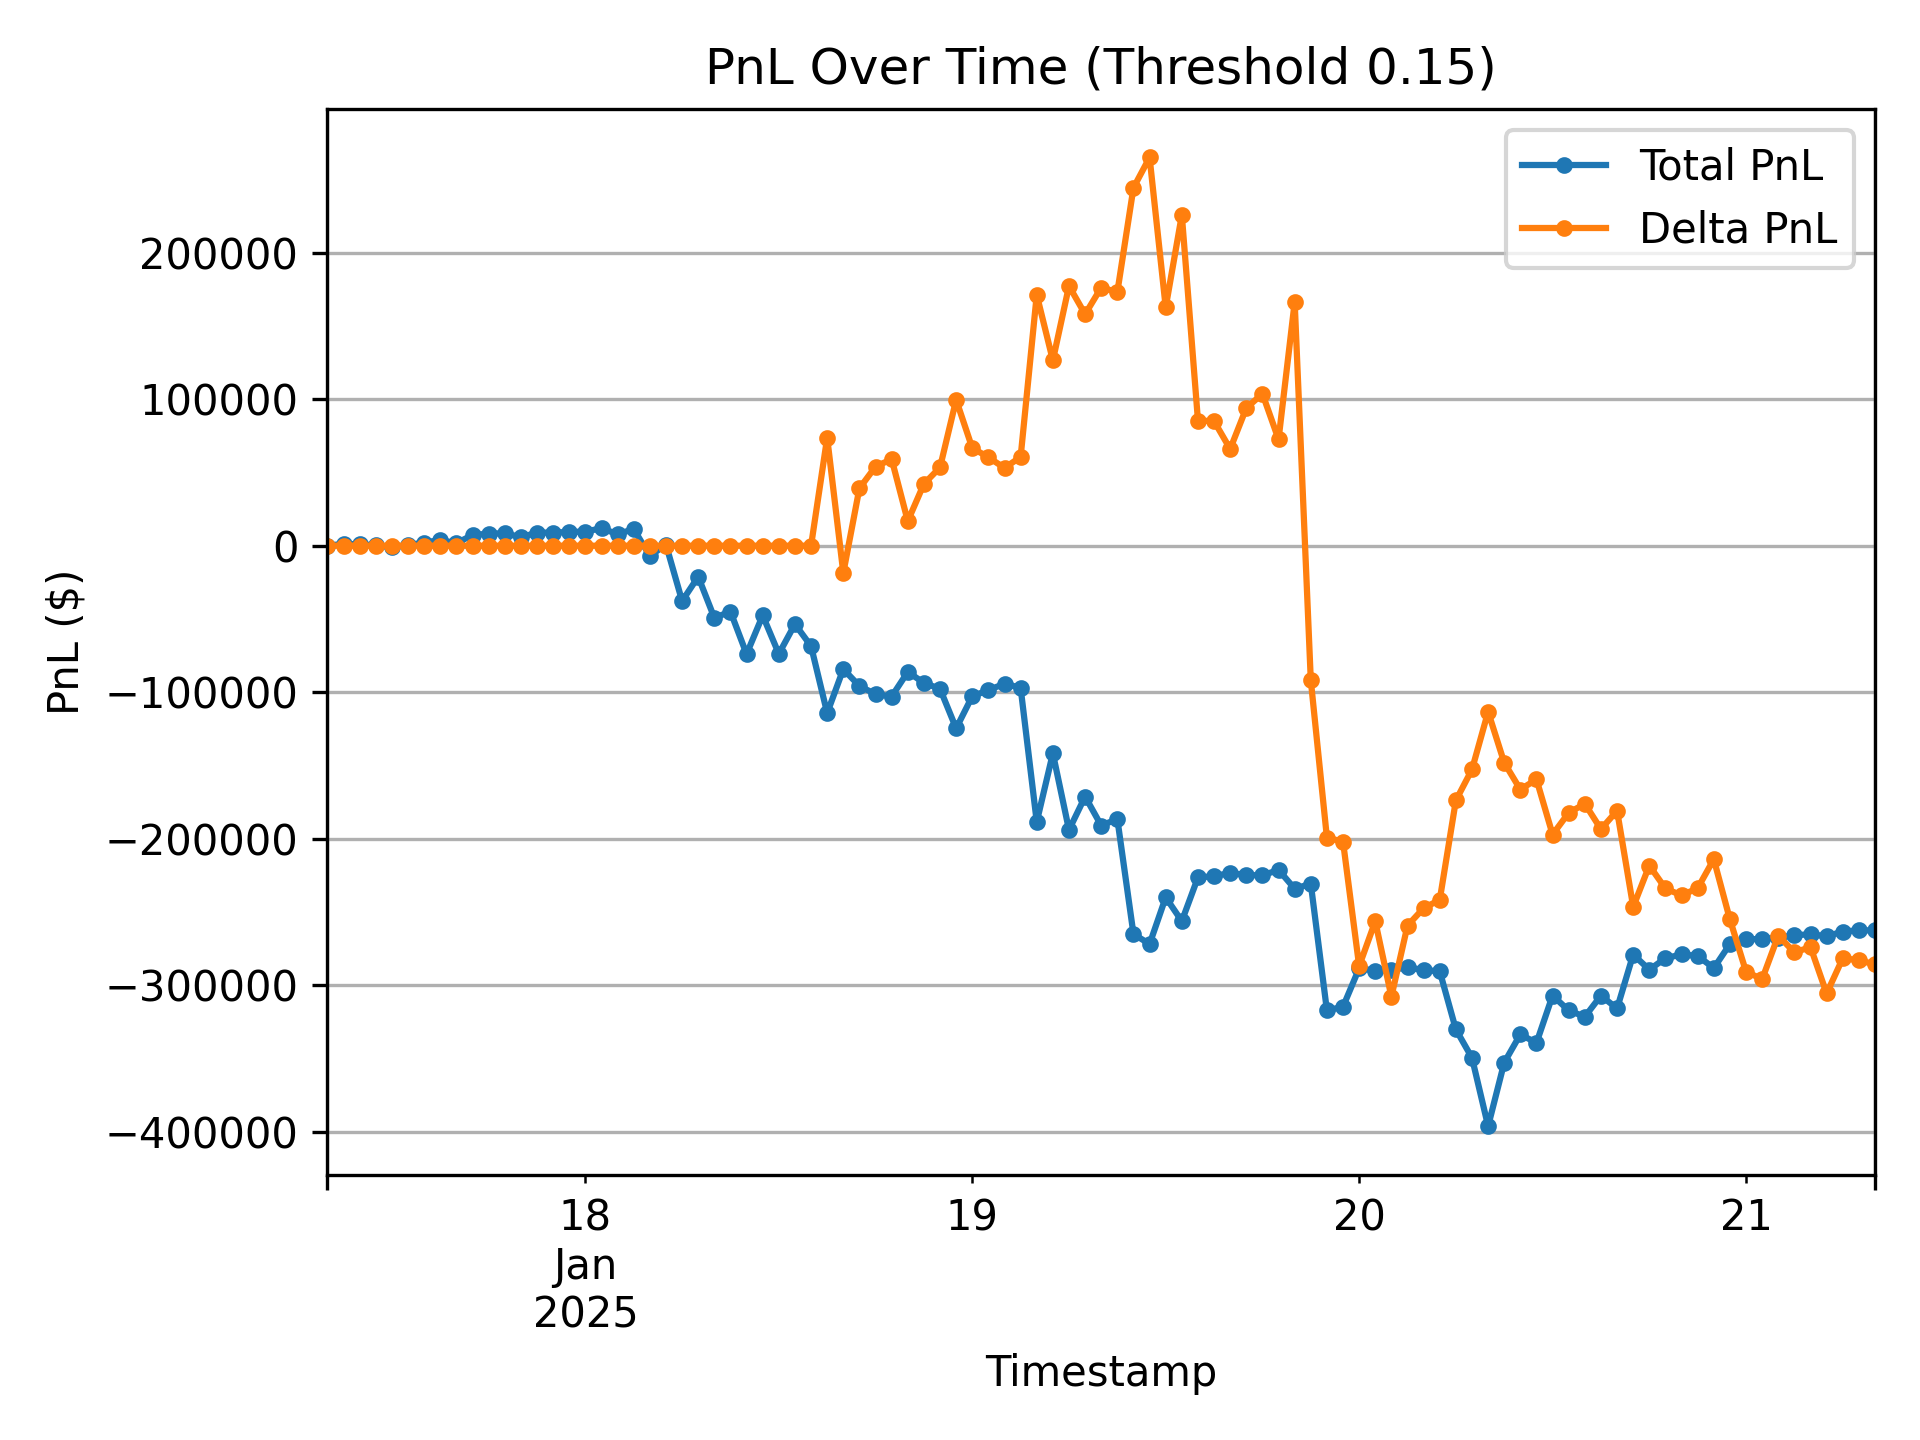 PnL Over Time (Threshold 0.15)
Total PnL
Delta PnL
200000
100000
0
−100000
−200000
−300000
−400000
PnL ($)
18
19
20
21
Jan
2025
Timestamp